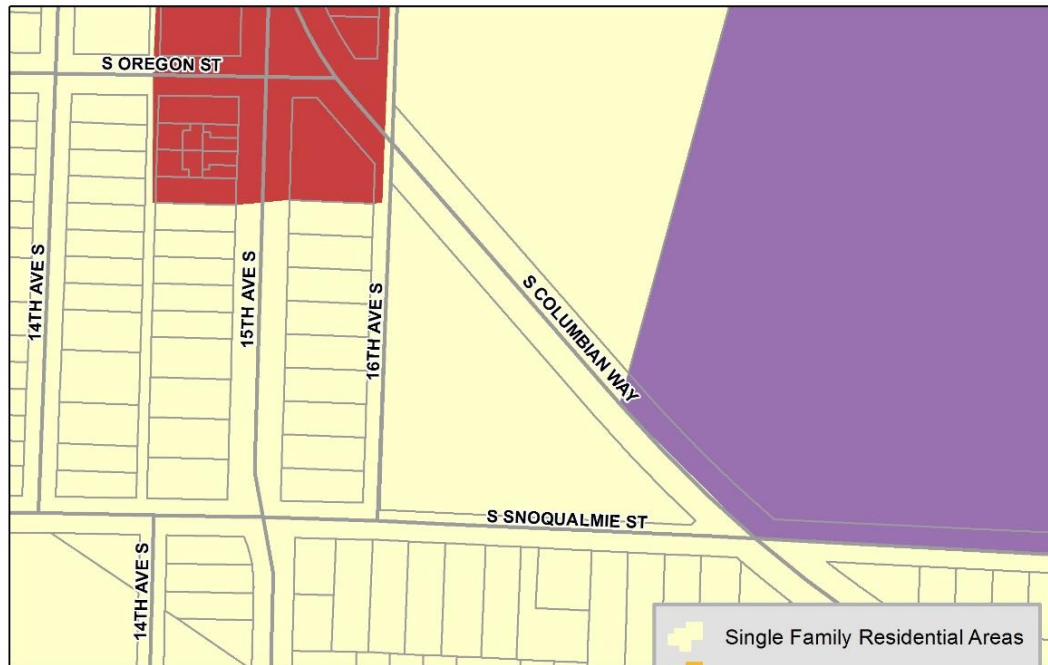 S OREGON ST
14TH AVE S
15TH AVE S
16TH AVE S
S COLUMBIAN WAY
S SNOQUALMIE ST
14TH AVE S
Single Family Residential Areas